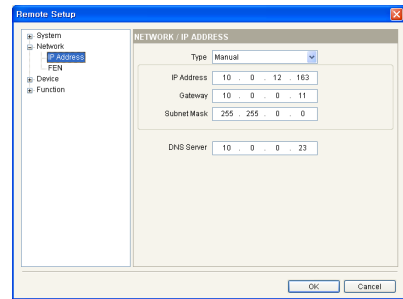 Remote Setup
System
Network
IP Address
FEN
Device
Function
NETWORK / IP ADDRESS
Type Manual
IP Address 10 . 0 . 12 . 163
Gateway 10 . 0 . 0 . 11
Subnet Mask 255 . 255 . 0 . 0
DNS Server 10 . 0 . 0 . 23
OK Cancel